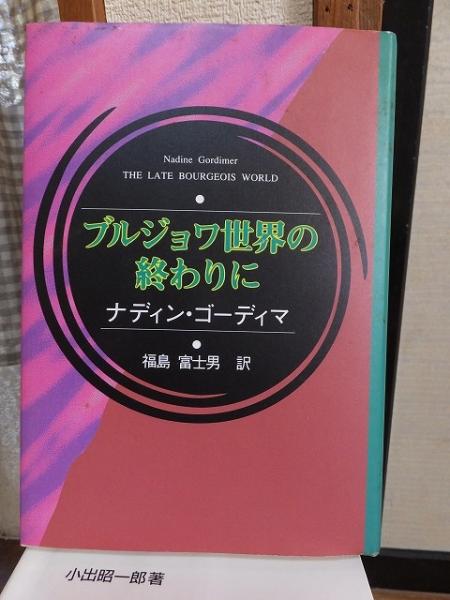 Nadine Gordimer
THE LATE BOURGEOIS WORLD
ブルジョワ世界の
終わりに
ナディン・ゴーディマ
福島 富士男 訳
小出昭一郎著